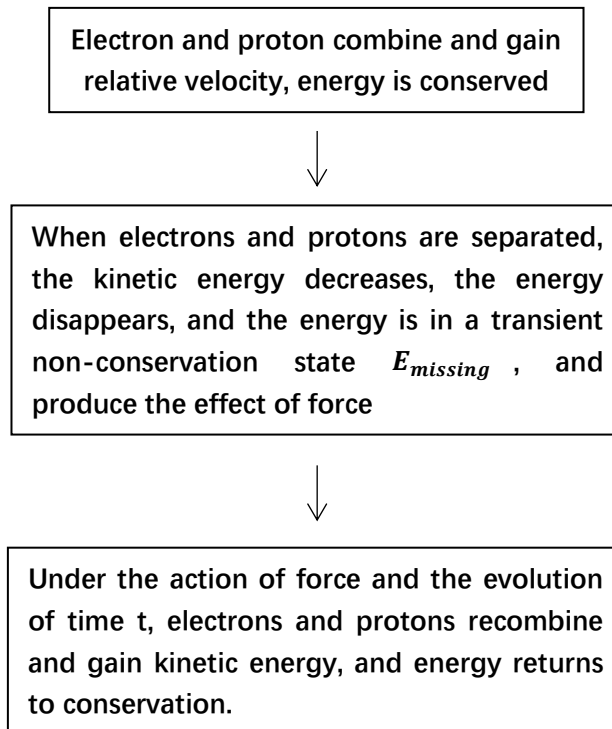 Electron and proton combine and gain
relative velocity, energy is conserved
When electrons and protons are separated,
the kinetic energy decreases, the energy
disappears, and the energy is in a transient
non-conservation state E_missing , and
produce the effect of force
Under the action of force and the evolution
of time t, electrons and protons recombine
and gain kinetic energy, and energy returns
to conservation.